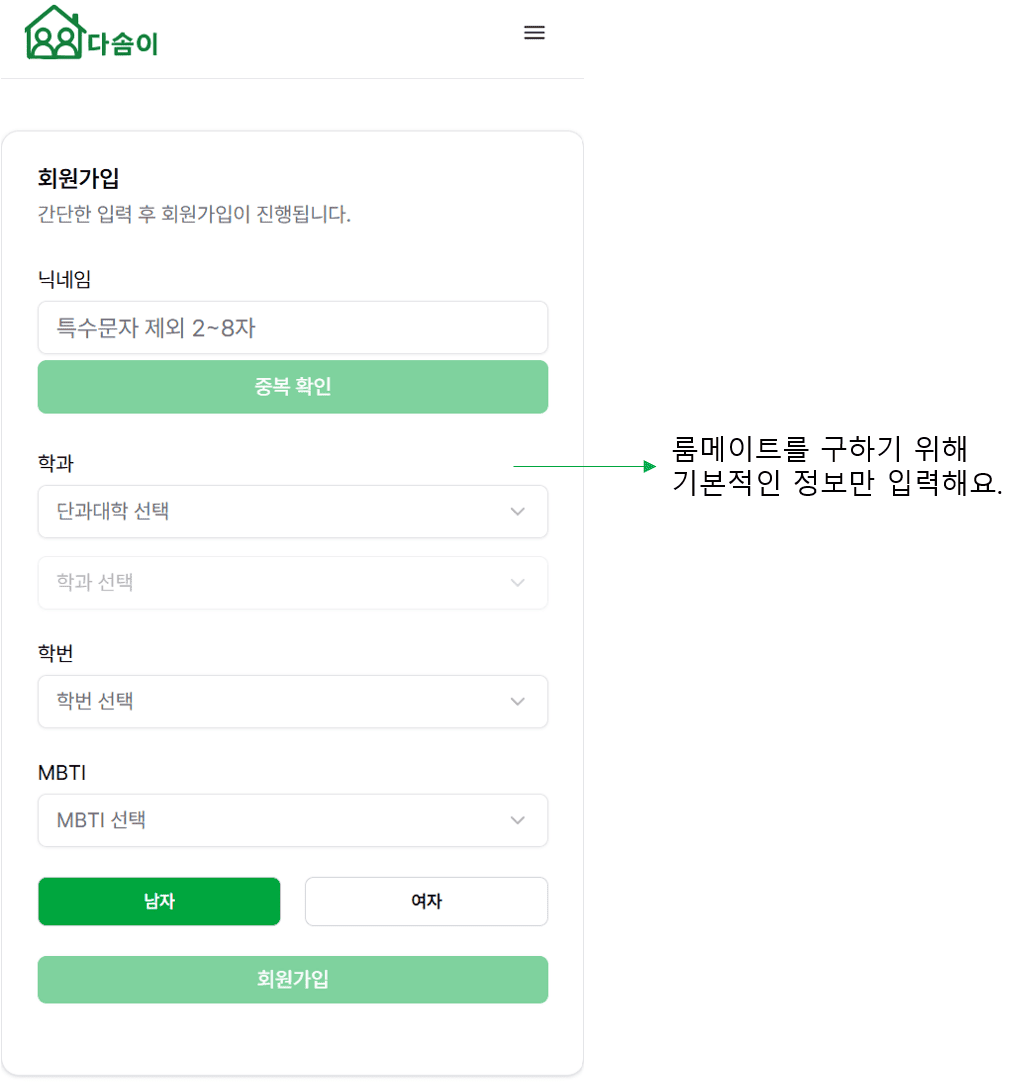 다솜이
회원가입
간단한 입력 후 회원가입이 진행됩니다.
닉네임
특수문자 제외 2~8자
중복 확인
학과
단과대학 선택
학과 선택
학번
학번 선택
MBTI
MBTI 선택
남자
여자
회원가입
룸메이트를 구하기 위해
기본적인 정보만 입력해요.